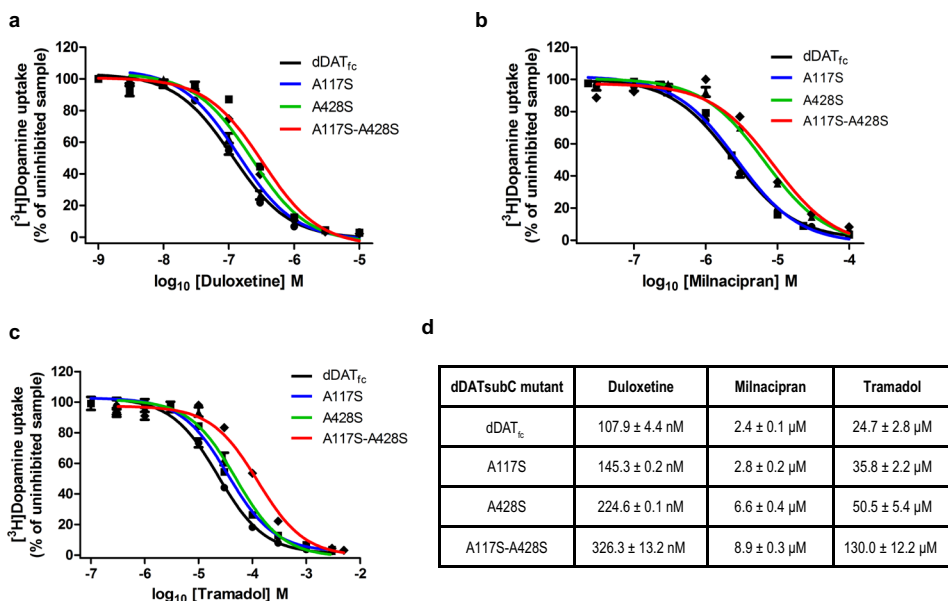 a
[³H]Dopamine uptake
(% of uninhibited sample)
120
100
80
60
40
20
0
-9 -8 -7 -6 -5
log₁₀ [Duloxetine] M
dDATfc
A117S
A428S
A117S-A428S
b
[³H]Dopamine uptake
(% of uninhibited sample)
120
100
80
60
40
20
0
-7 -6 -5 -4
log₁₀ [Milnacipran] M
dDATfc
A117S
A428S
A117S-A428S
c
[³H]Dopamine uptake
(% of uninhibited sample)
120
100
80
60
40
20
0
-7 -6 -5 -4 -3 -2
log₁₀ [Tramadol] M
dDATfc
A117S
A428S
A117S-A428S
d
dDATsubC mutant Duloxetine Milnacipran Tramadol
dDATfc 107.9 ± 4.4 nM 2.4 ± 0.1 µM 24.7 ± 2.8 µM
A117S 145.3 ± 0.2 nM 2.8 ± 0.2 µM 35.8 ± 2.2 µM
A428S 224.6 ± 0.1 nM 6.6 ± 0.4 µM 50.5 ± 5.4 µM
A117S-A428S 326.3 ± 13.2 nM 8.9 ± 0.3 µM 130.0 ± 12.2 µM